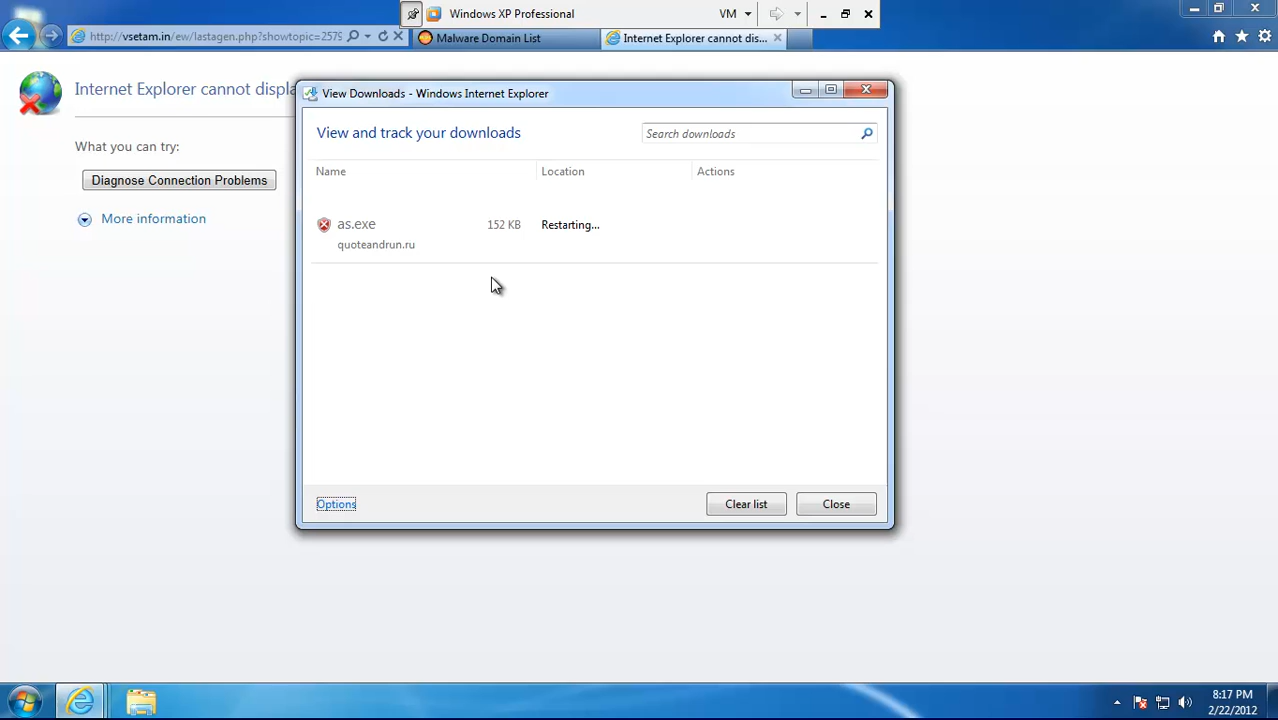 Windows XP Professional
VM
http://vsetam.in/ew/lastagen.php?showtopic=2579
Malware Domain List
Internet Explorer cannot dis...
Internet Explorer cannot displa
What you can try:
Diagnose Connection Problems
More information
View Downloads - Windows Internet Explorer
View and track your downloads
Search downloads
Name
Location
Actions
as.exe
152 KB
Restarting...
quoteandrun.ru
Options
Clear list
Close
8:17 PM
2/22/2012